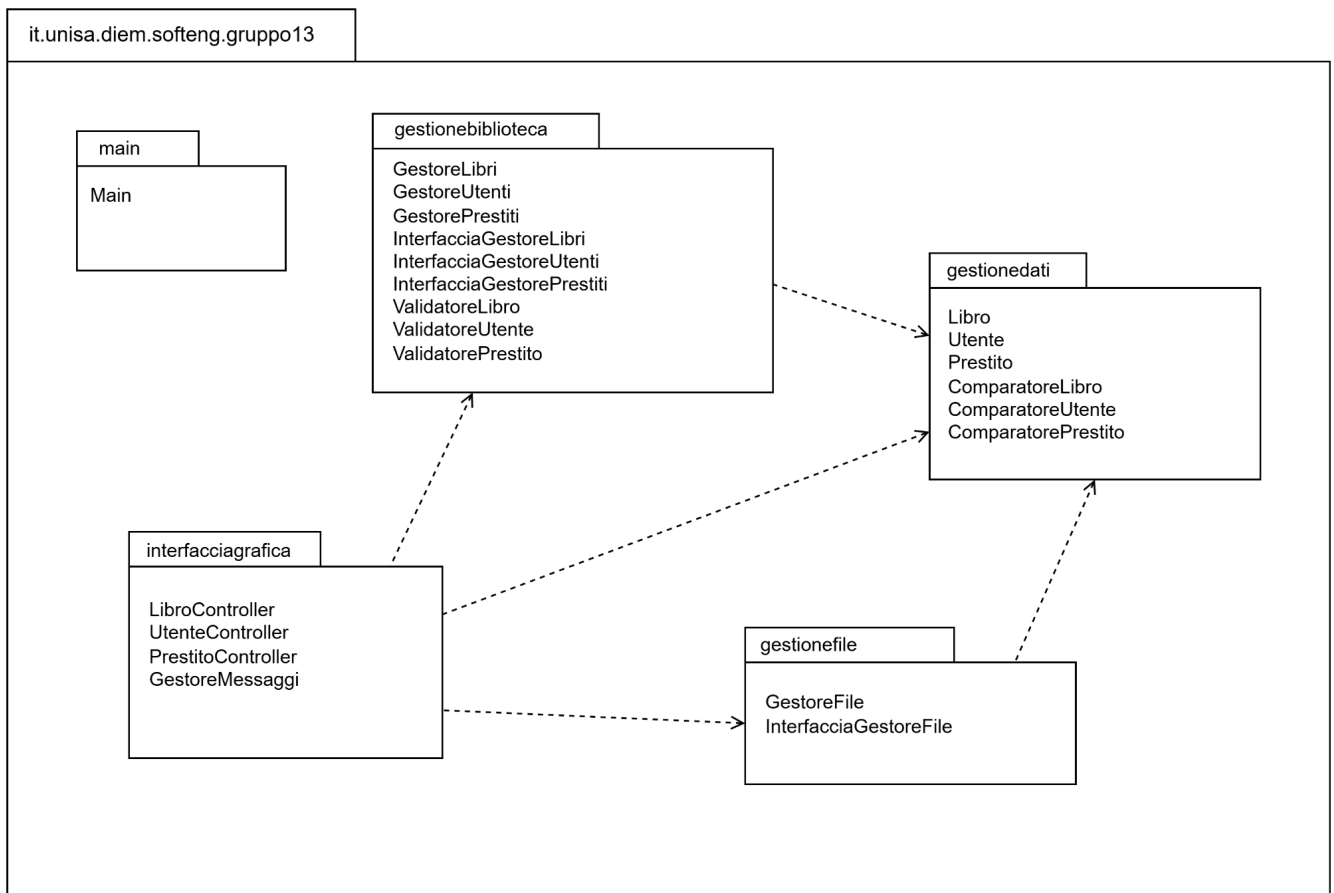 it.unisa.diem.softeng.gruppo13
main
Main
gestionebiblioteca
GestoreLibri
GestoreUtenti
GestorePrestiti
InterfacciaGestoreLibri
InterfacciaGestoreUtenti
InterfacciaGestorePrestiti
ValidatoreLibro
ValidatoreUtente
ValidatorePrestito
gestionedati
Libro
Utente
Prestito
ComparatoreLibro
ComparatoreUtente
ComparatorePrestito
interfacciagrafica
LibroController
UtenteController
PrestitoController
GestoreMessaggi
gestionefile
GestoreFile
InterfacciaGestoreFile